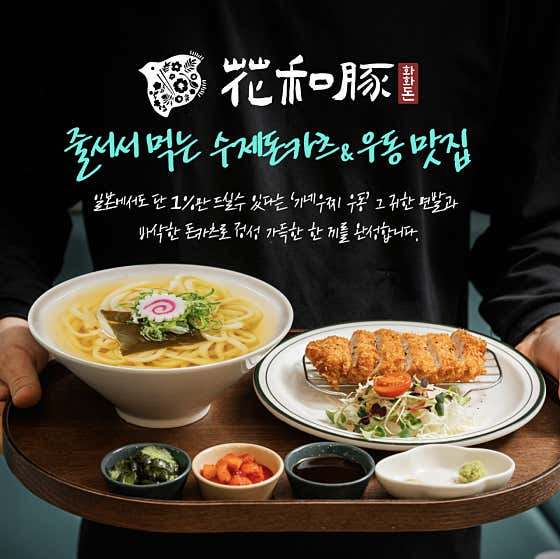 花和豚 화화돈
줄서서 먹는 수제돈카츠&우동 맛집
일본에서도 단 1%만 드실수 있다는 '가네우찌 우동' 그 귀한 면발과
바삭한 돈카츠로 정성 가득한 한 끼를 완성합니다.